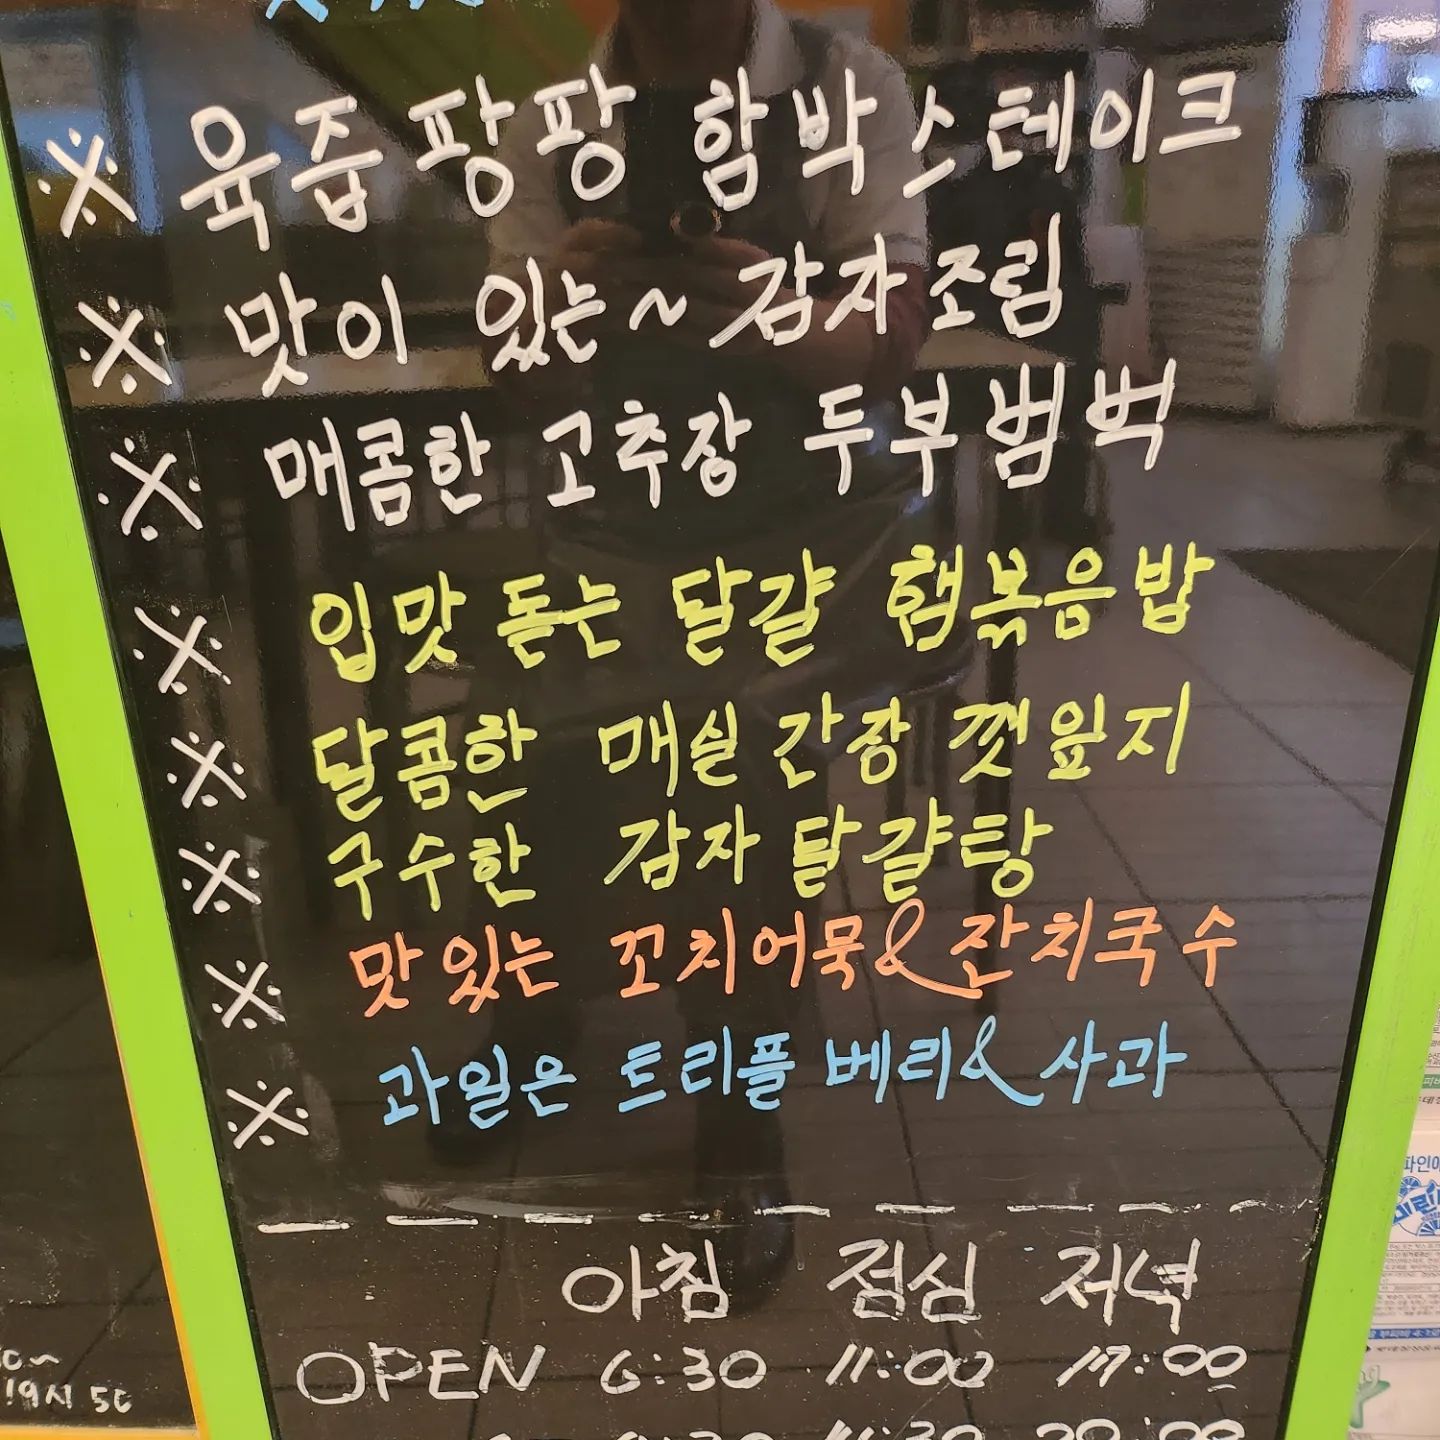 ※ 육즙팡팡 함박스테이크
※ 맛이 있는~ 감자조림
※ 매콤한 고추장 두부범벅
※ 입맛 돋는 달걀 햄볶음밥
※ 달콤한 매실간장 깻잎지
※ 구수한 감자 달걀탕
※ 맛있는 꼬치어묵&잔치국수
※ 과일은 트리플 베리&사과
아침 점심 저녁
OPEN 6:30 11:00 17:00
19시 50
파인애